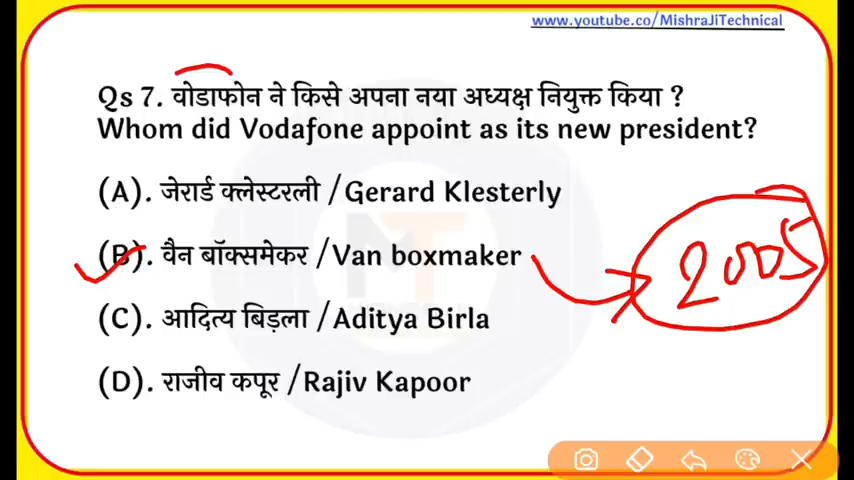 www.youtube.co/MishraJiTechnical
Qs 7. वोडाफोन ने किसे अपना नया अध्यक्ष नियुक्त किया ?
Whom did Vodafone appoint as its new president?
(A). जेरार्ड क्लेस्टरली /Gerard Klesterly
(B). वैन बॉक्समेकर /Van boxmaker
2005
(C). आदित्य बिड़ला /Aditya Birla
(D). राजीव कपूर /Rajiv Kapoor